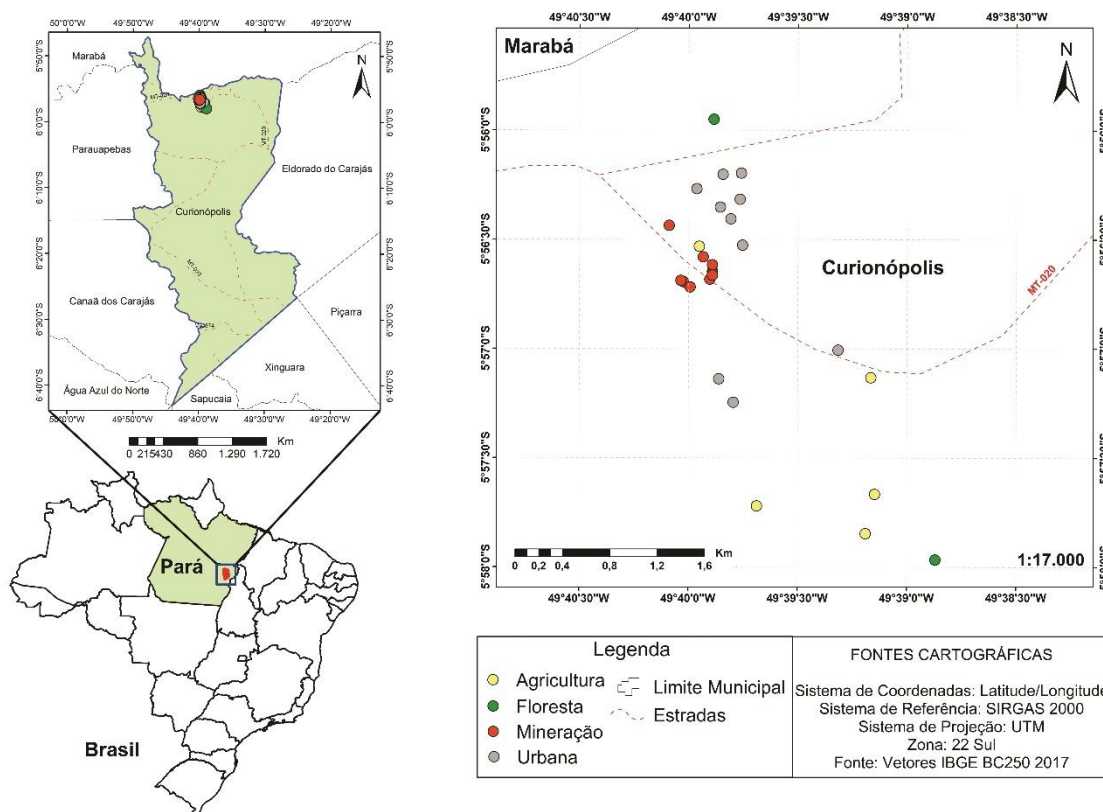 50°0'0"W 49°50'0"W 49°40'0"W 49°30'0"W 49°20'0"W
5°50'0"S
6°0'0"S
6°10'0"S
6°20'0"S
6°30'0"S
6°40'0"S
Marabá
N
Parauapebas
Eldorado do Carajás
Curionópolis
Canaã dos Carajás
Piçarra
Xinguara
Água Azul do Norte
Sapucaia
5°50'0"S
6°0'0"S
6°10'0"S
6°20'0"S
6°30'0"S
6°40'0"S
50°0'0"W 49°50'0"W 49°40'0"W 49°30'0"W 49°20'0"W
Km
0 215430 860 1.290 1.720
Pará
Brasil
49°40'30"W 49°40'0"W 49°39'30"W 49°39'0"W 49°38'30"W
Marabá
N
5°56'0"S
5°56'30"S
5°57'0"S
5°57'30"S
5°58'0"S
Curionópolis
MT-020
Km
0 0,2 0,4 0,8 1,2 1,6
1:17.000
49°40'30"W 49°40'0"W 49°39'30"W 49°39'0"W 49°38'30"W
Legenda
Agricultura
Floresta
Mineração
Urbana
Limite Municipal
Estradas
FONTES CARTOGRÁFICAS
Sistema de Coordenadas: Latitude/Longitude
Sistema de Referência: SIRGAS 2000
Sistema de Projeção: UTM
Zona: 22 Sul
Fonte: Vetores IBGE BC250 2017